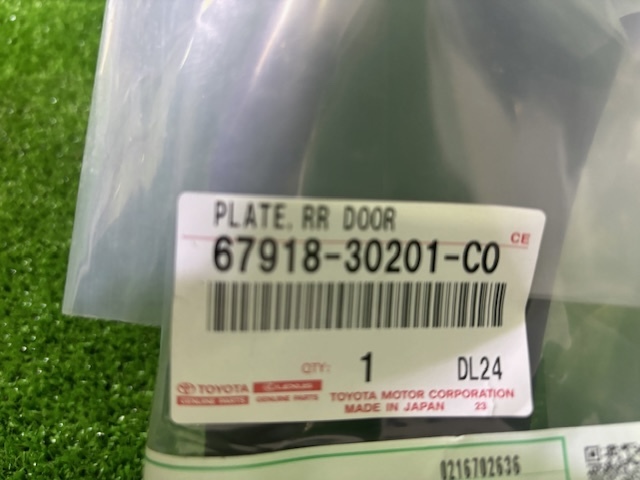 PLATE, RR DOOR
CE
67918-30201-C0
QTY: 1 DL24
TOYOTA LEXUS TOYOTA MOTOR CORPORATION
GENUINE PARTS GENUINE PARTS MADE IN JAPAN 23
0216702636